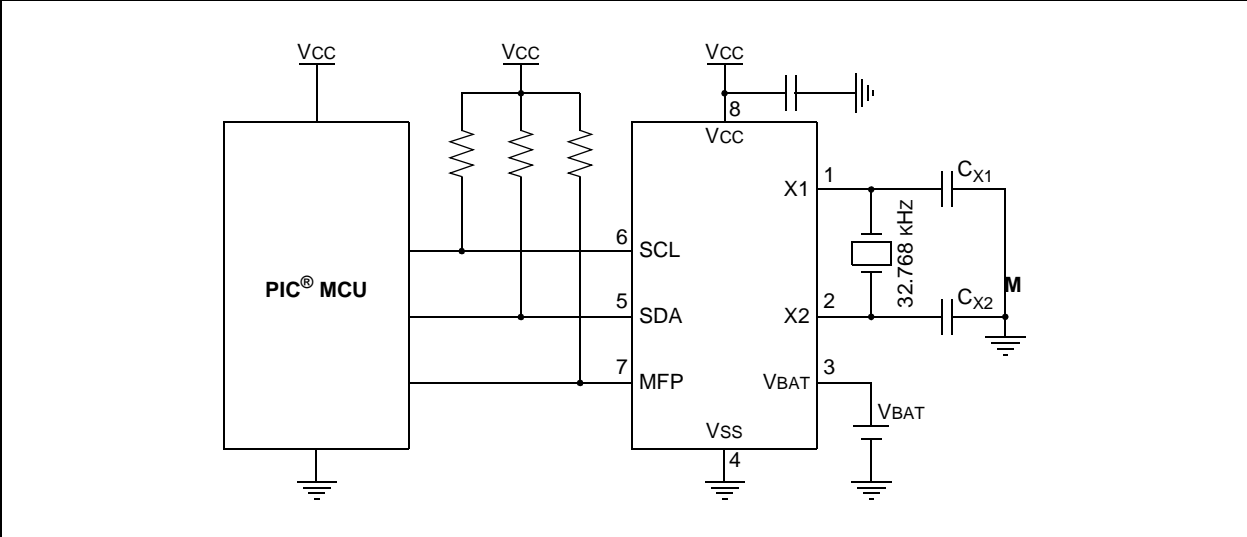 VCC
VCC
VCC
8
VCC
1
X1
CX1
32.768 KHZ
6
SCL
PIC® MCU
5
SDA
2
X2
CX2
M
7
MFP
3
VBAT
VBAT
VSS
4